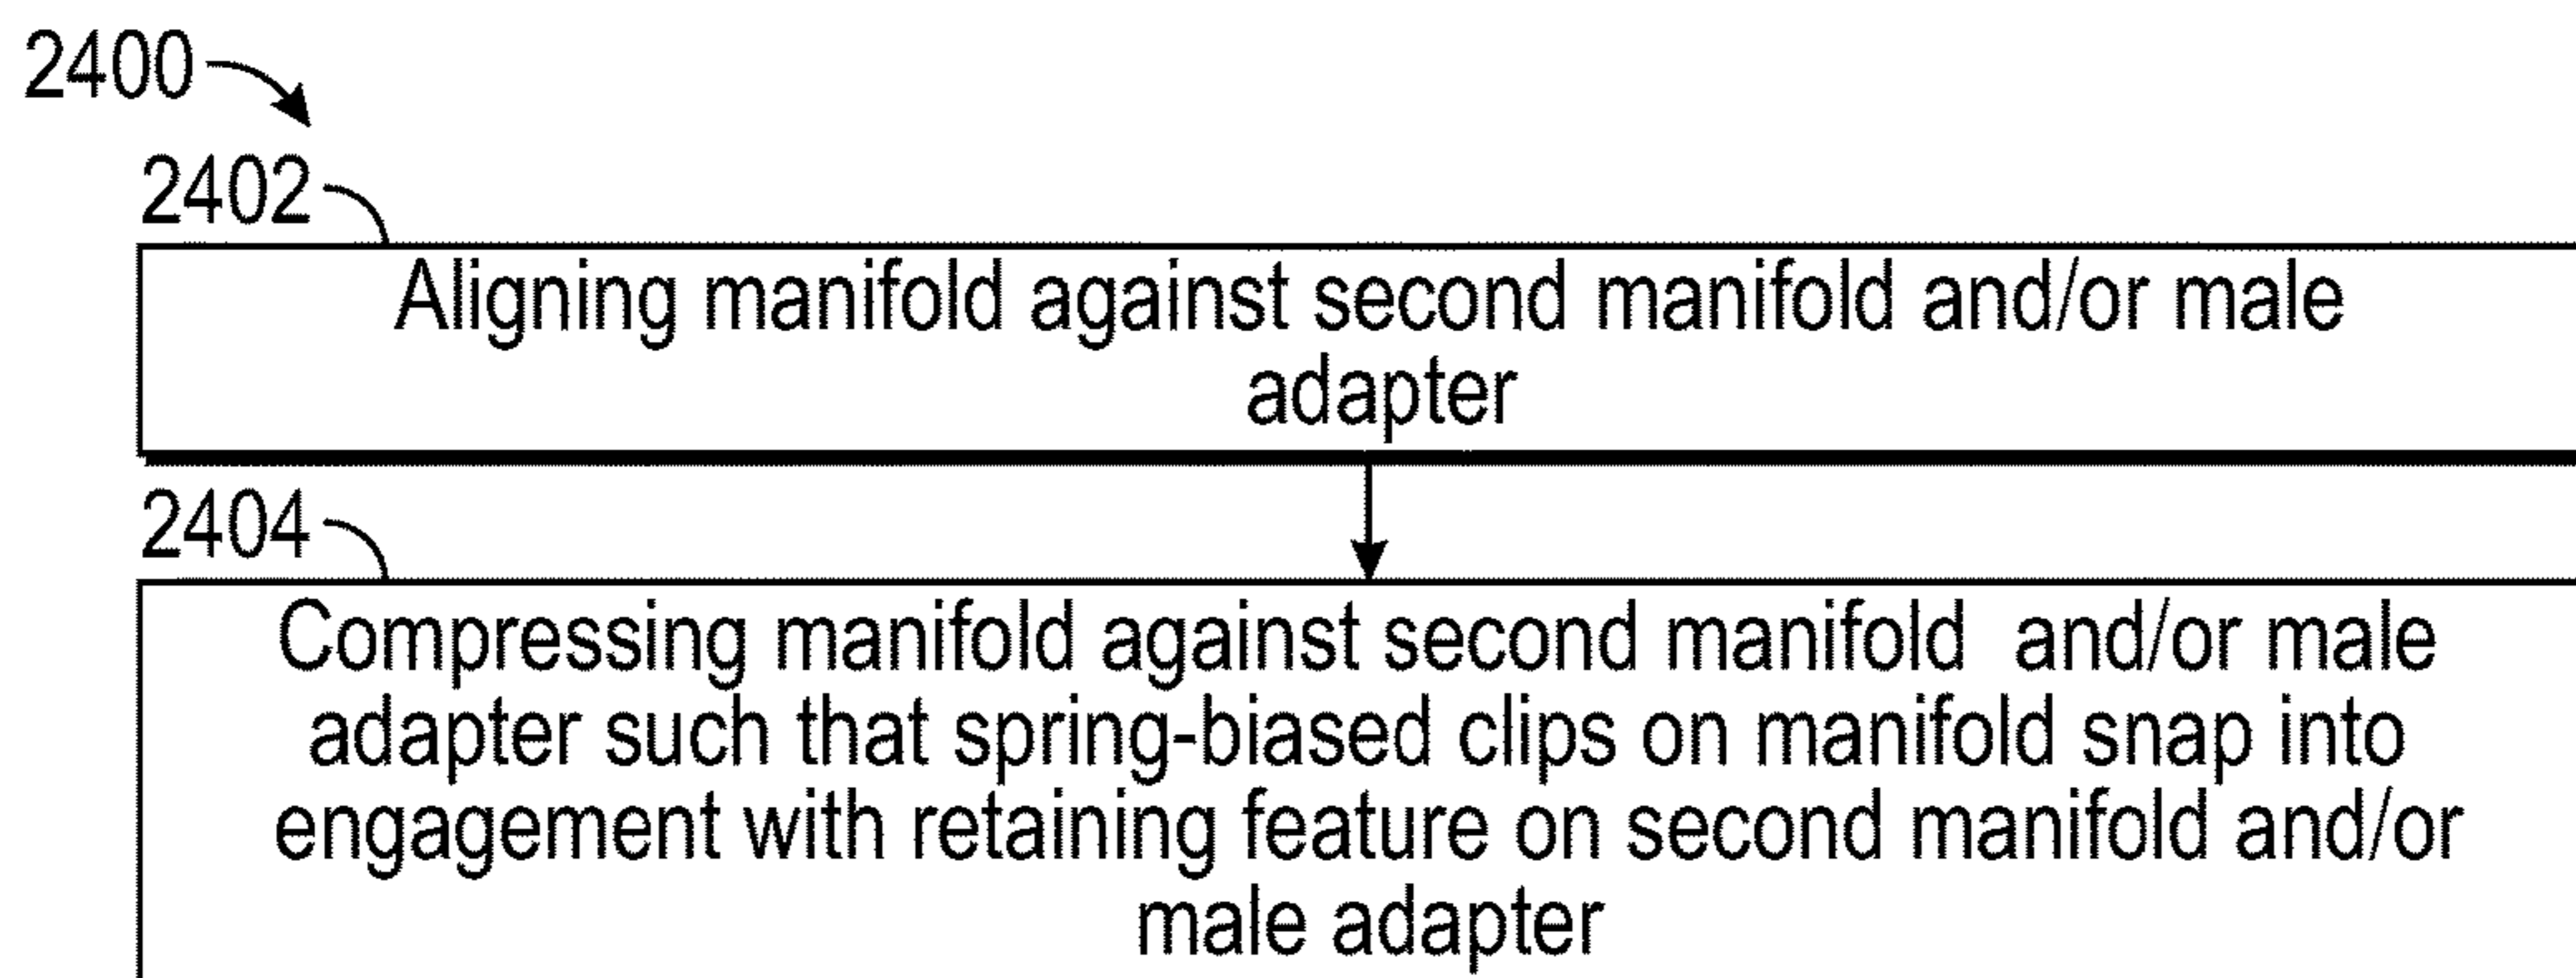 2400
2402
Aligning manifold against second manifold and/or male
adapter
2404
Compressing manifold against second manifold and/or male
adapter such that spring-biased clips on manifold snap into
engagement with retaining feature on second manifold and/or
male adapter